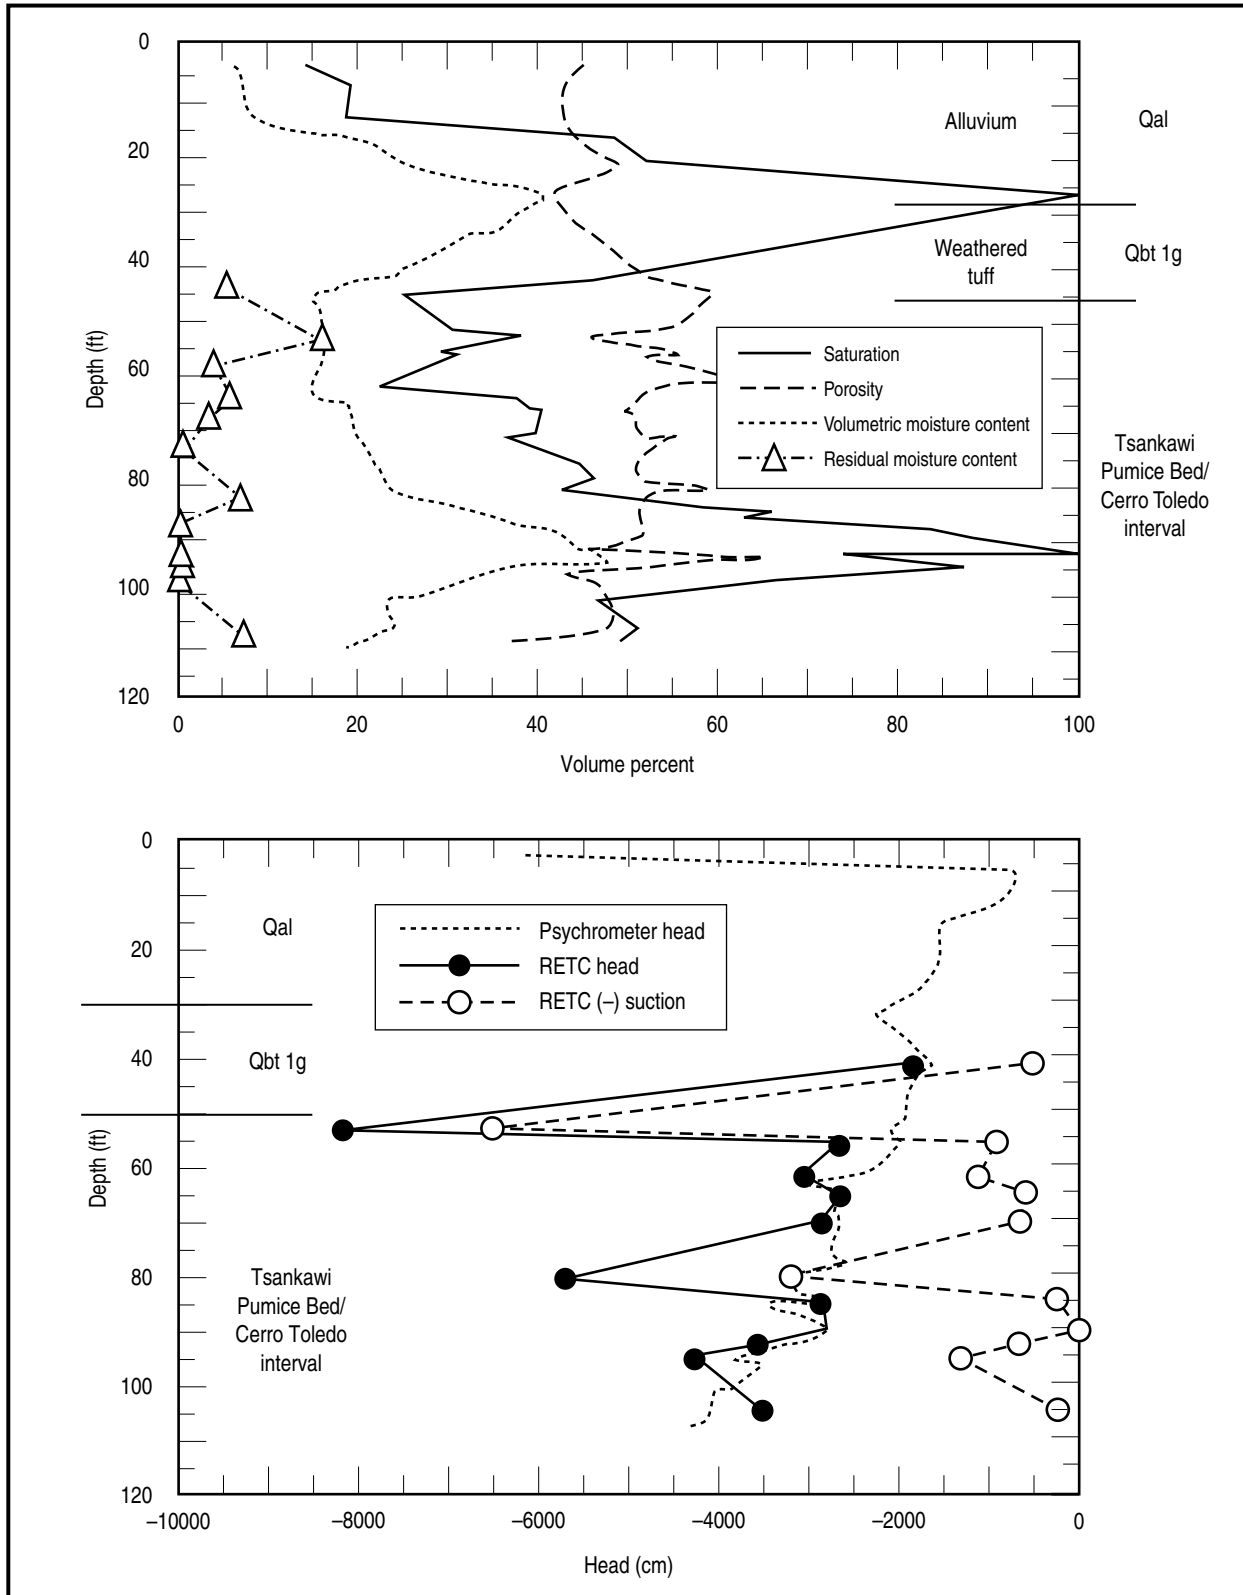 0
20
40
60
80
100
120
Depth (ft)
Alluvium
Qal
Weathered
tuff
Qbt 1g
Saturation
Porosity
Volumetric moisture content
Residual moisture content
Tsankawi
Pumice Bed/
Cerro Toledo
interval
0
20
40
60
80
100
Volume percent
0
20
40
60
80
100
120
Depth (ft)
Qal
Qbt 1g
Tsankawi
Pumice Bed/
Cerro Toledo
interval
Psychrometer head
RETC head
RETC (–) suction
–10000
–8000
–6000
–4000
–2000
0
Head (cm)